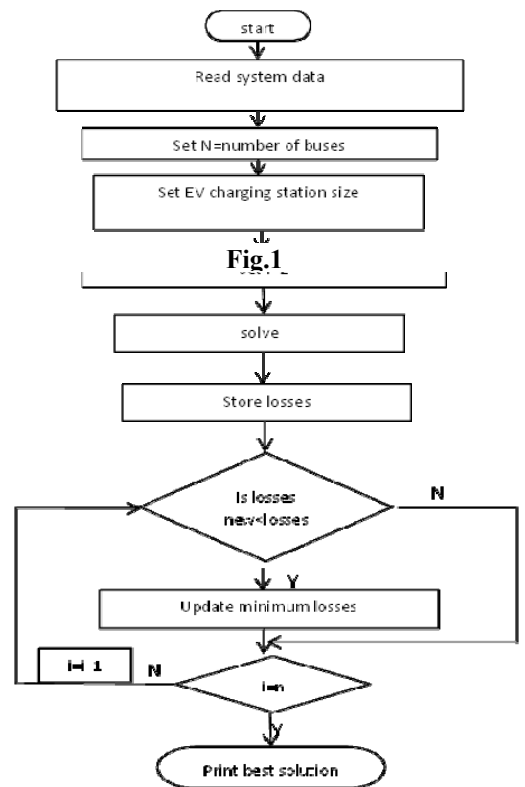 start
Read system data
Set N=number of buses
Set EV charging station size
Fig.1
solve
Store losses
Is losses
new<losses
N
Y
Update minimum losses
N
i=n
Y
Print best solution